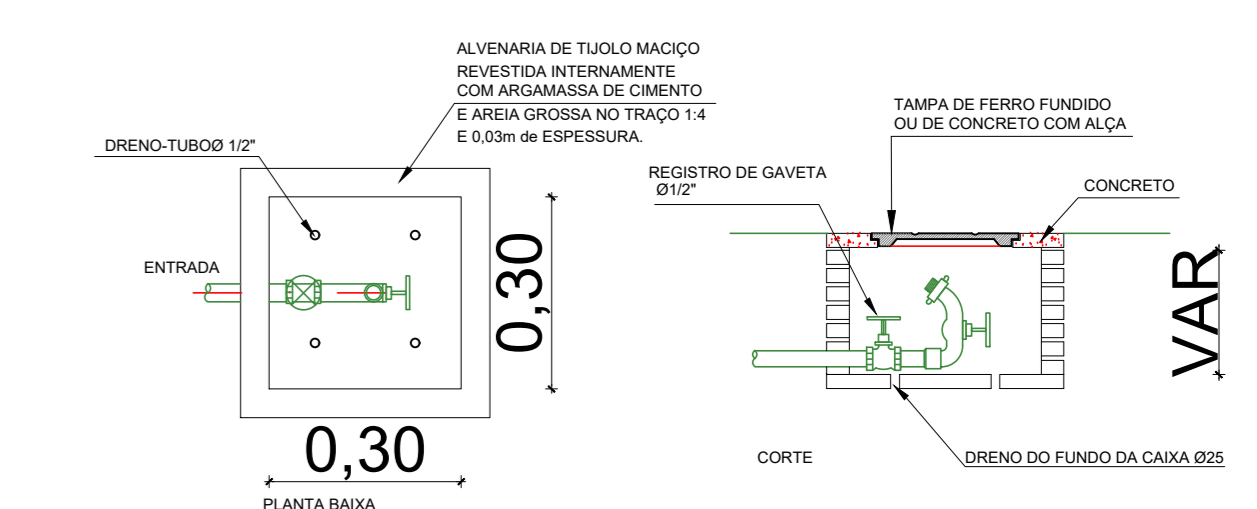 ALVENARIA DE TIJOLO MACIÇO
REVESTIDA INTERNAMENTE
COM ARGAMASSA DE CIMENTO
E AREIA GROSSA NO TRAÇO 1:4
E 0,03m de ESPESSURA.
DRENO-TUBOØ 1/2"
ENTRADA
0,30
0,30
PLANTA BAIXA
TAMPA DE FERRO FUNDIDO
OU DE CONCRETO COM ALÇA
REGISTRO DE GAVETA
Ø1/2"
CONCRETO
VAR
CORTE
DRENO DO FUNDO DA CAIXA Ø25